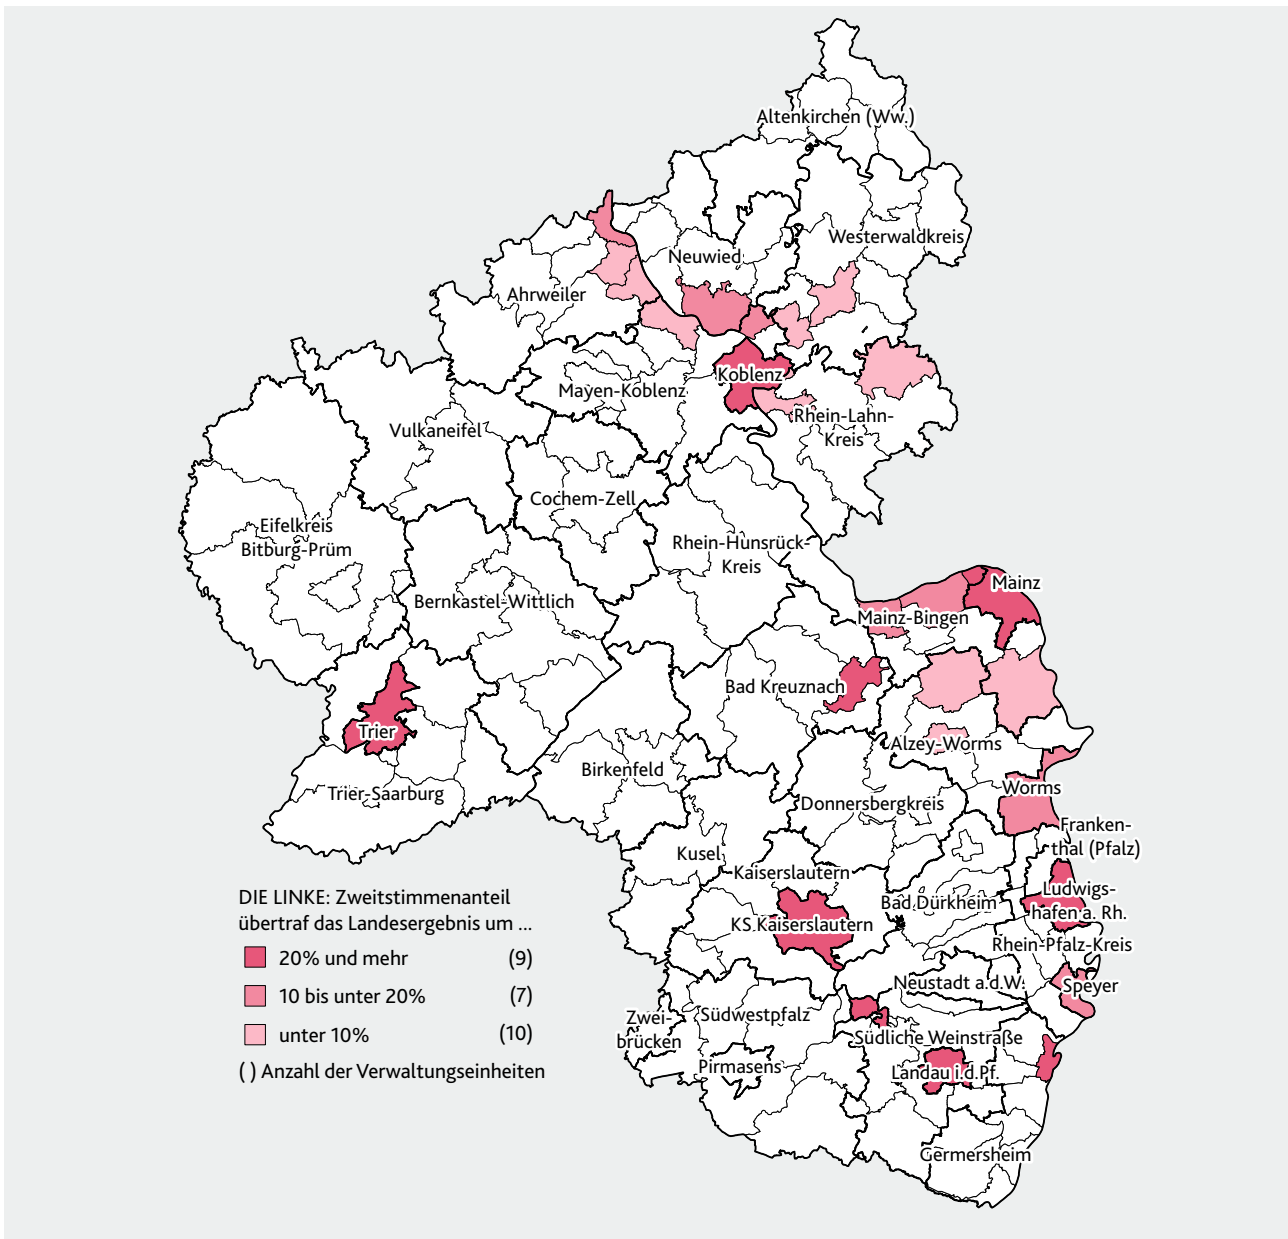 Altenkirchen (Ww.)
Westerwaldkreis
Neuwied
Ahrweiler
Koblenz
Mayen-Koblenz
Rhein-Lahn-
Kreis
Vulkaneifel
Cochem-Zell
Eifelkreis
Bitburg-Prüm
Rhein-Hunsrück-
Kreis
Mainz
Bernkastel-Wittlich
Mainz-Bingen
Bad Kreuznach
Trier
Alzey-Worms
Birkenfeld
Trier-Saarburg
Worms
Donnersbergkreis
Franken-
thal (Pfalz)
Kusel
Kaiserslautern
Ludwigs-
hafen a. Rh.
Bad Dürkheim
KS.Kaiserslautern
Rhein-Pfalz-Kreis
Neustadt a.d.W.
Speyer
Südwestpfalz
Zwei-
brücken
Südliche Weinstraße
Pirmasens
Landau i.d.Pf.
Germersheim
DIE LINKE: Zweitstimmenanteil
übertraf das Landesergebnis um ...
20% und mehr (9)
10 bis unter 20% (7)
unter 10% (10)
( ) Anzahl der Verwaltungseinheiten